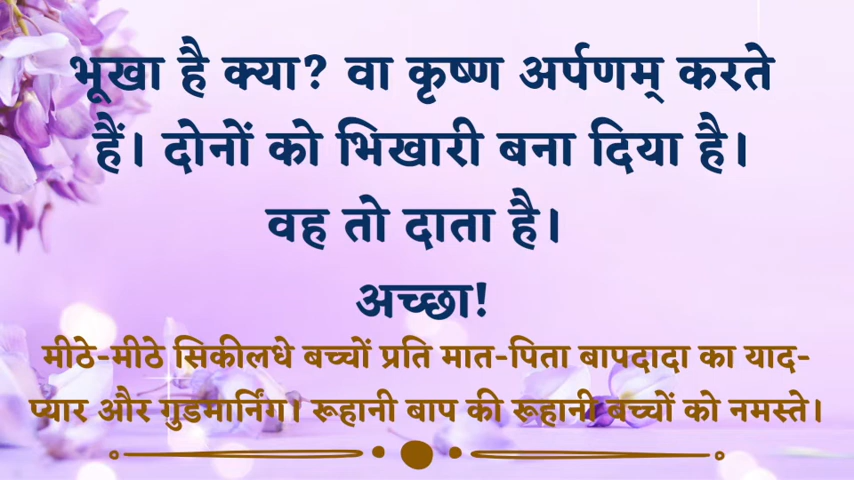 भूखा है क्या? वा कृष्ण अर्पणम् करते
हैं। दोनों को भिखारी बना दिया है।
वह तो दाता है।
अच्छा!
मीठे-मीठे सिकीलधे बच्चों प्रति मात-पिता बापदादा का याद-
प्यार और गुडमार्निंग। रूहानी बाप की रूहानी बच्चों को नमस्ते।